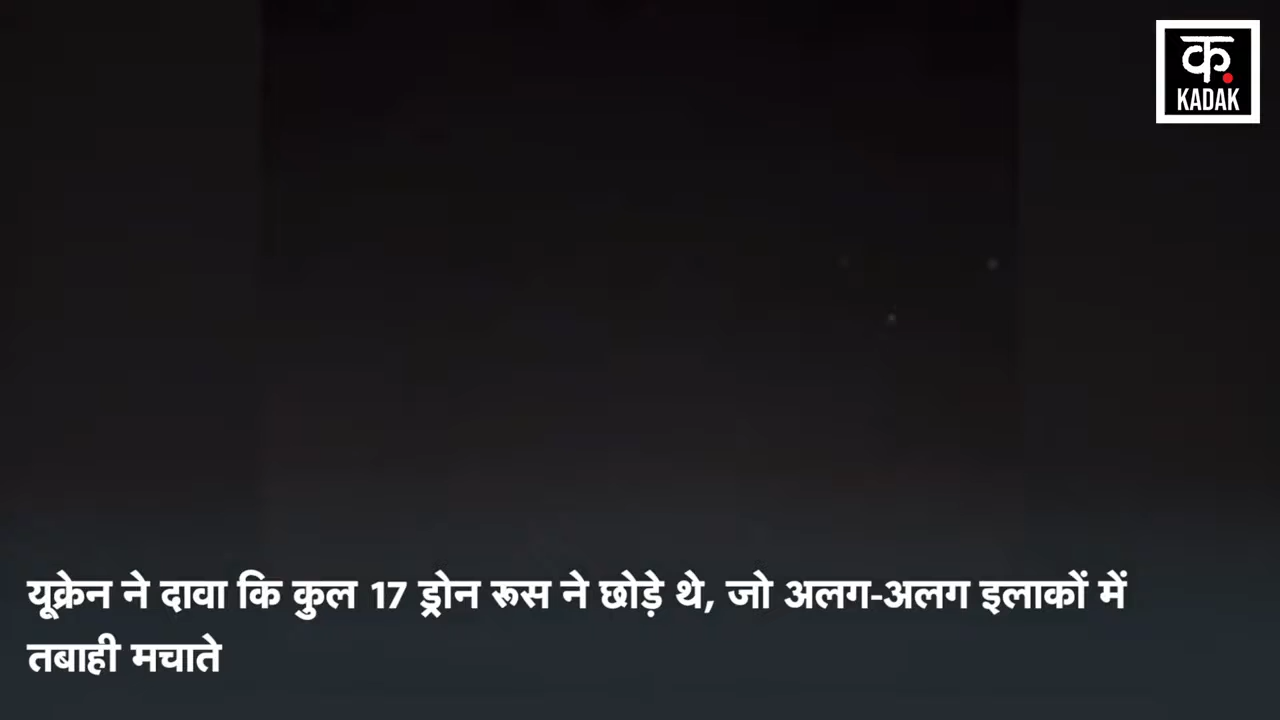 क.
KADAK
यूक्रेन ने दावा कि कुल 17 ड्रोन रूस ने छोड़े थे, जो अलग-अलग इलाकों में
तबाही मचाते